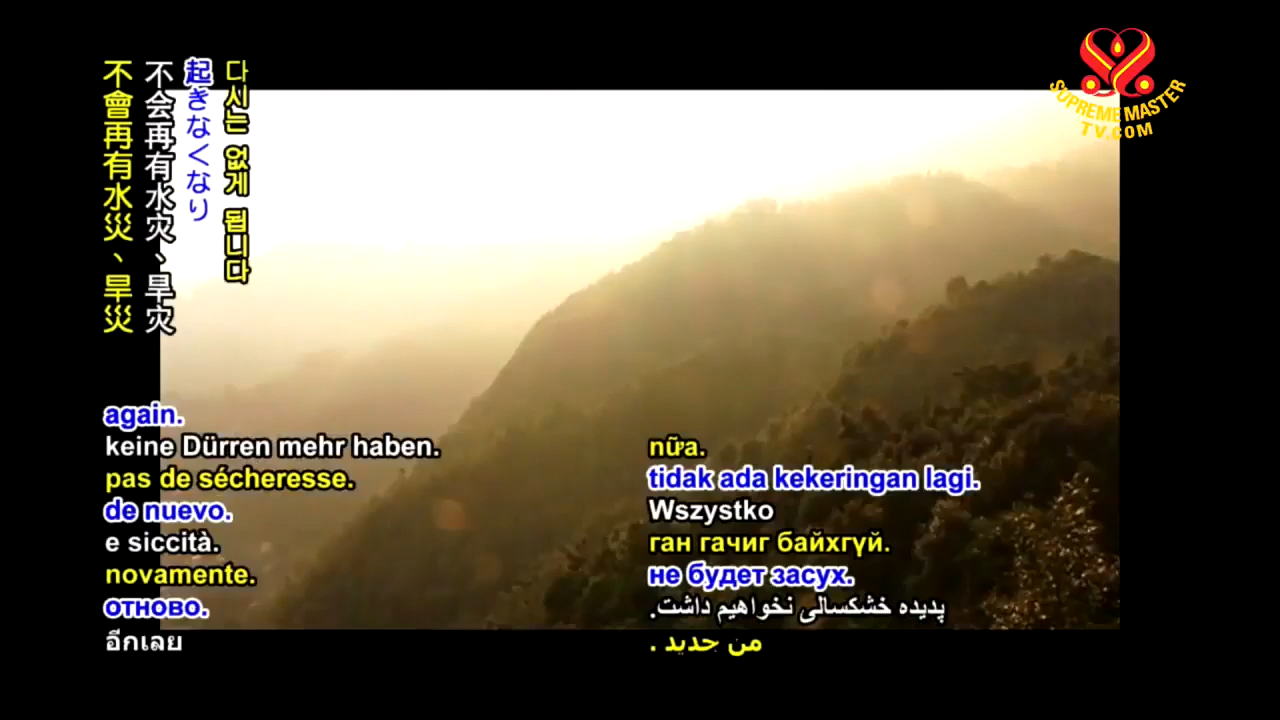 不會再有水災、旱災
不会再有水灾、旱灾
起きなくなり
다시는 없게 됩니다
SUPREME MASTER
TV.COM
again.
keine Dürren mehr haben.
pas de sécheresse.
de nuevo.
e siccità.
novamente.
отново.
อีกเลย
nữa.
tidak ada kekeringan lagi.
Wszystko
ган гачиг байхгүй.
не будет засух.
پدیده خشکسالی نخواهیم داشت.
من جديد .